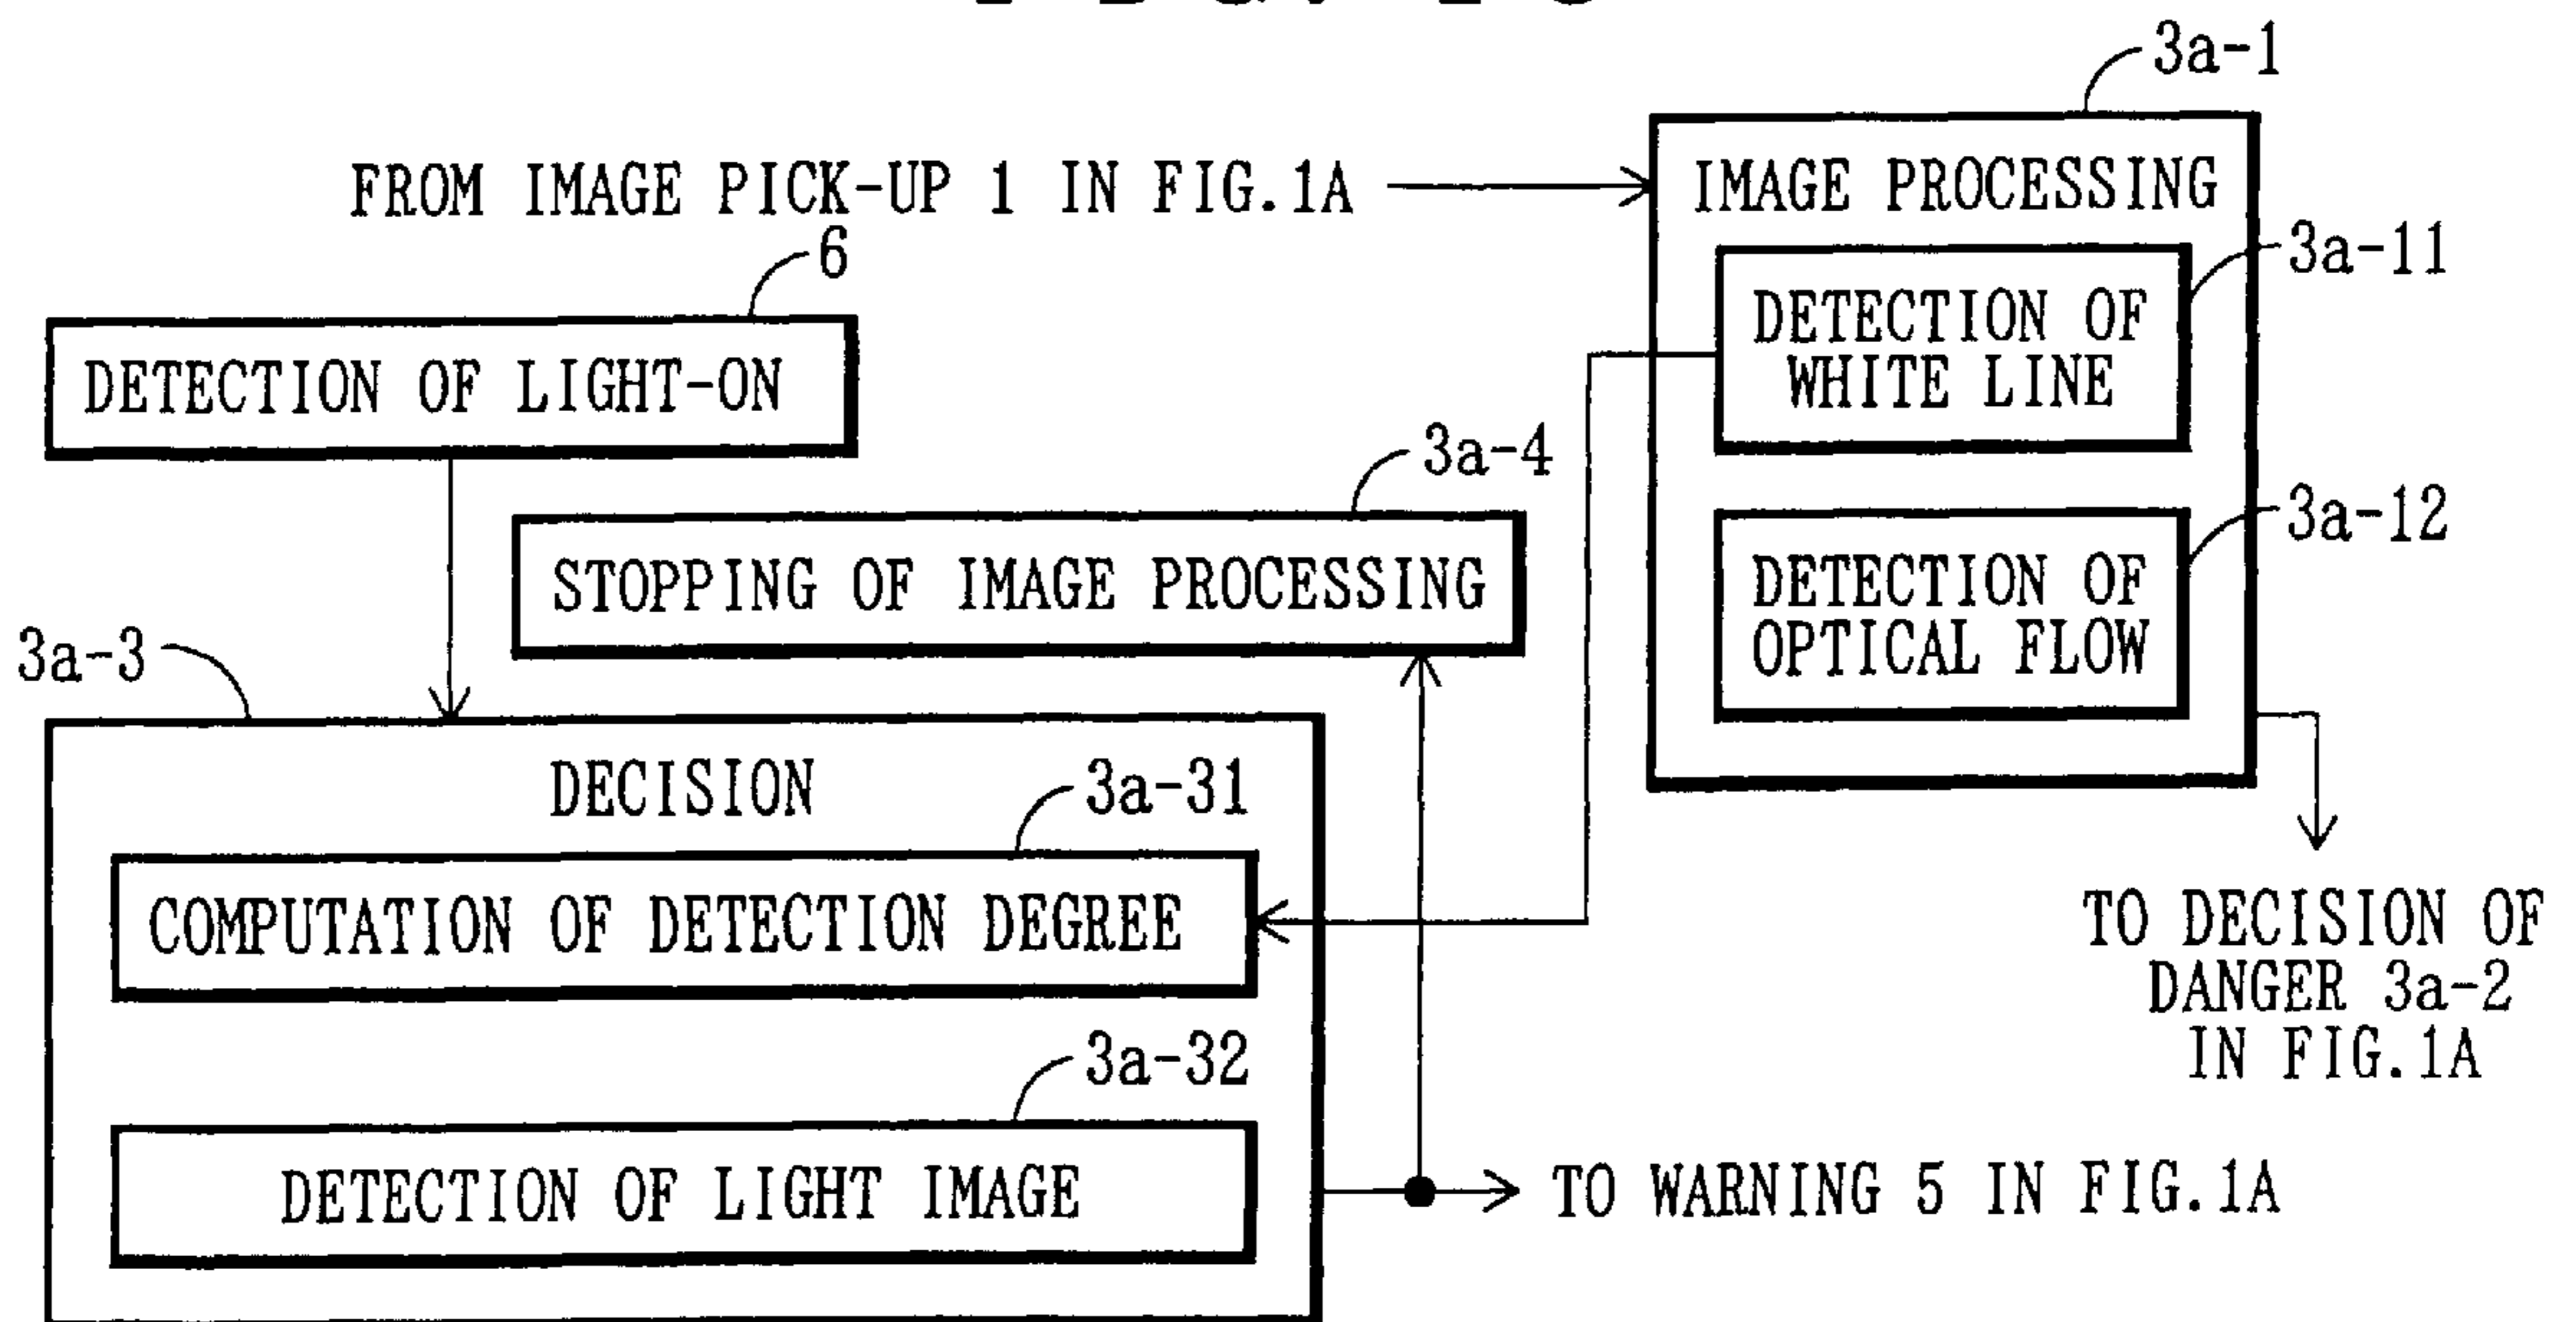 3a-1
FROM IMAGE PICK-UP 1 IN FIG.1A
IMAGE PROCESSING
6
3a-11
DETECTION OF LIGHT-ON
DETECTION OF
WHITE LINE
3a-4
3a-12
STOPPING OF IMAGE PROCESSING
DETECTION OF
OPTICAL FLOW
3a-3
DECISION
3a-31
COMPUTATION OF DETECTION DEGREE
TO DECISION OF
DANGER 3a-2
IN FIG.1A
3a-32
DETECTION OF LIGHT IMAGE
TO WARNING 5 IN FIG.1A